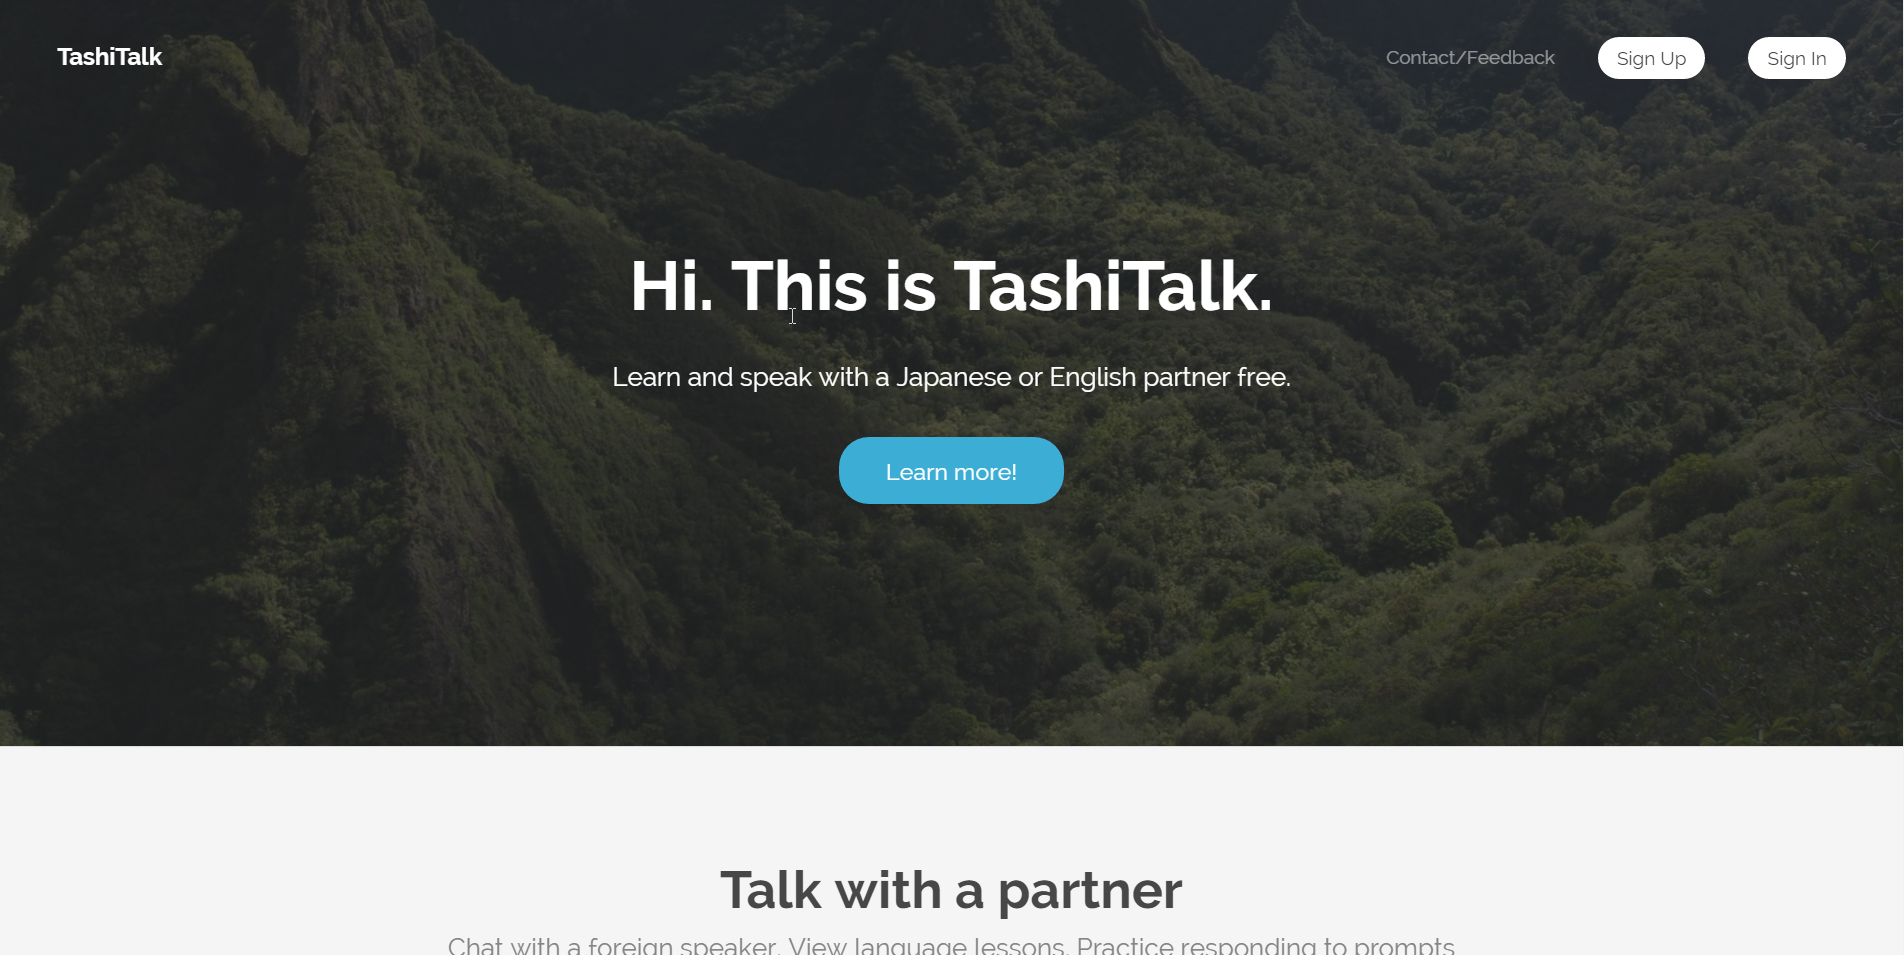 TashiTalk
Contact/Feedback
Sign Up
Sign In
Hi. This is TashiTalk.
Learn and speak with a Japanese or English partner free.
Learn more!
Talk with a partner
Chat with a foreign speaker. View language lessons. Practice responding to prompts